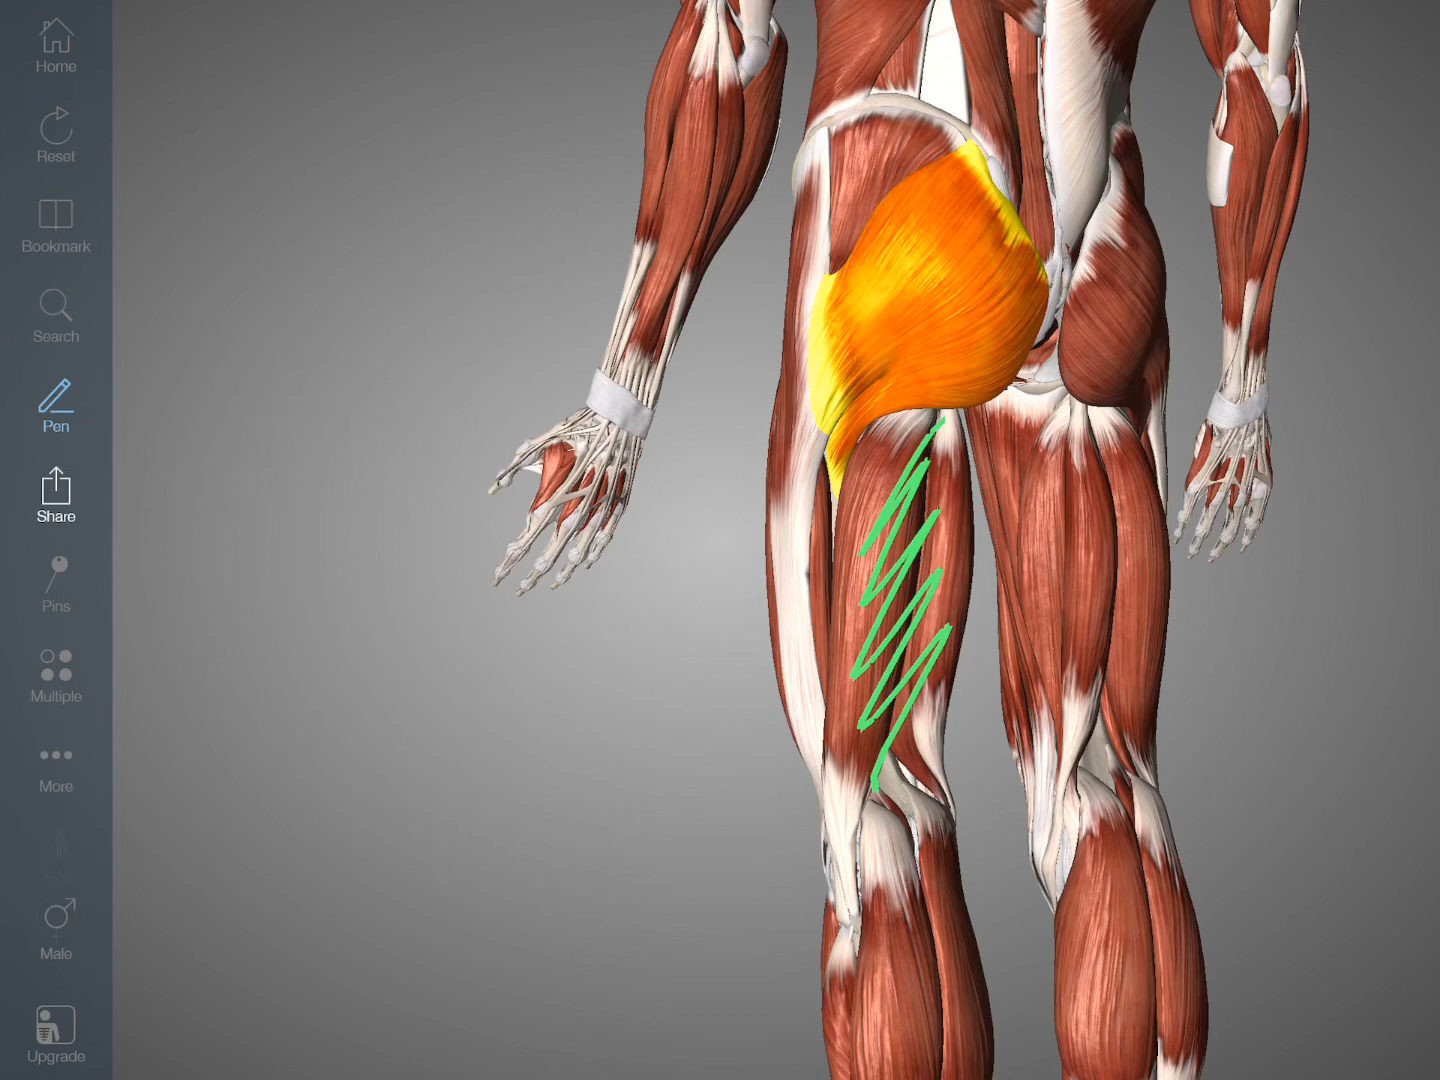 Home
Reset
Bookmark
Search
Pen
Share
Pins
Multiple
More
Male
Upgrade